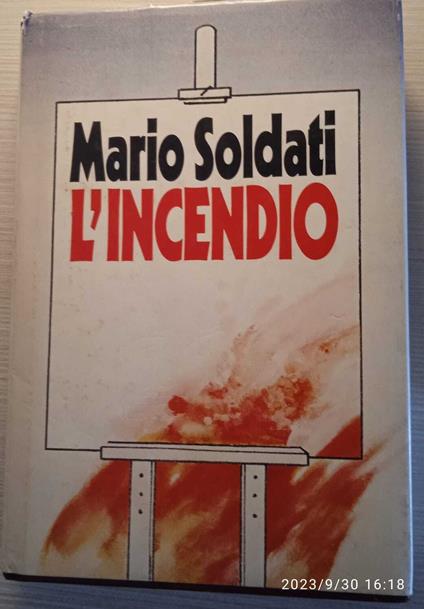 Mario Soldati
L'INCENDIO
2023/9/30 16:18